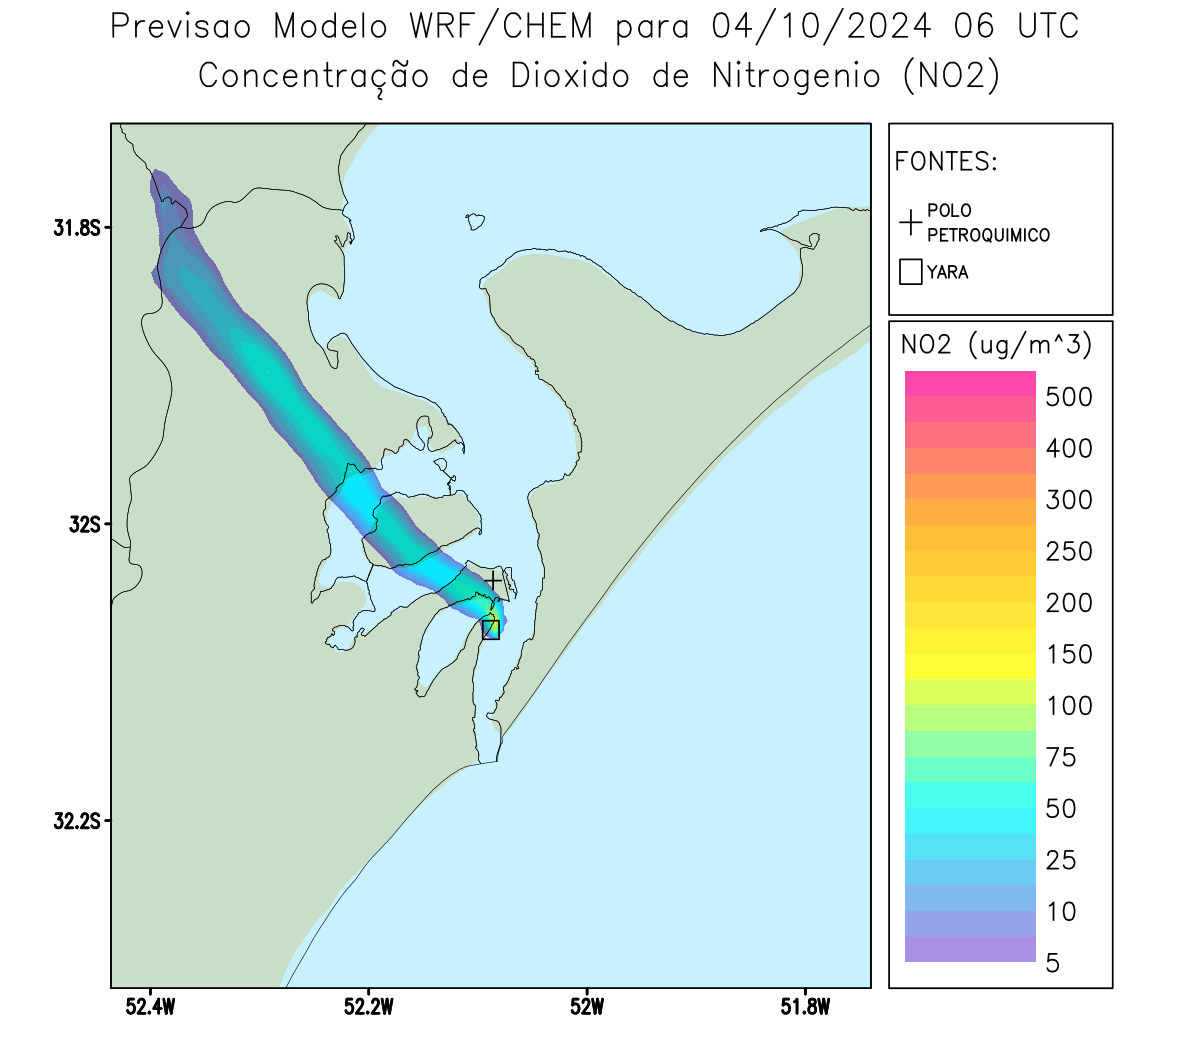 Previsao Modelo WRF/CHEM para 04/10/2024 06 UTC
Concentração de Dioxido de Nitrogenio (NO2)
FONTES:
POLO
PETROQUIMICO
YARA
31.8S
32S
32.2S
52.4W
52.2W
52W
51.8W
NO2 (ug/m^3)
500
400
300
250
200
150
100
75
50
25
10
5